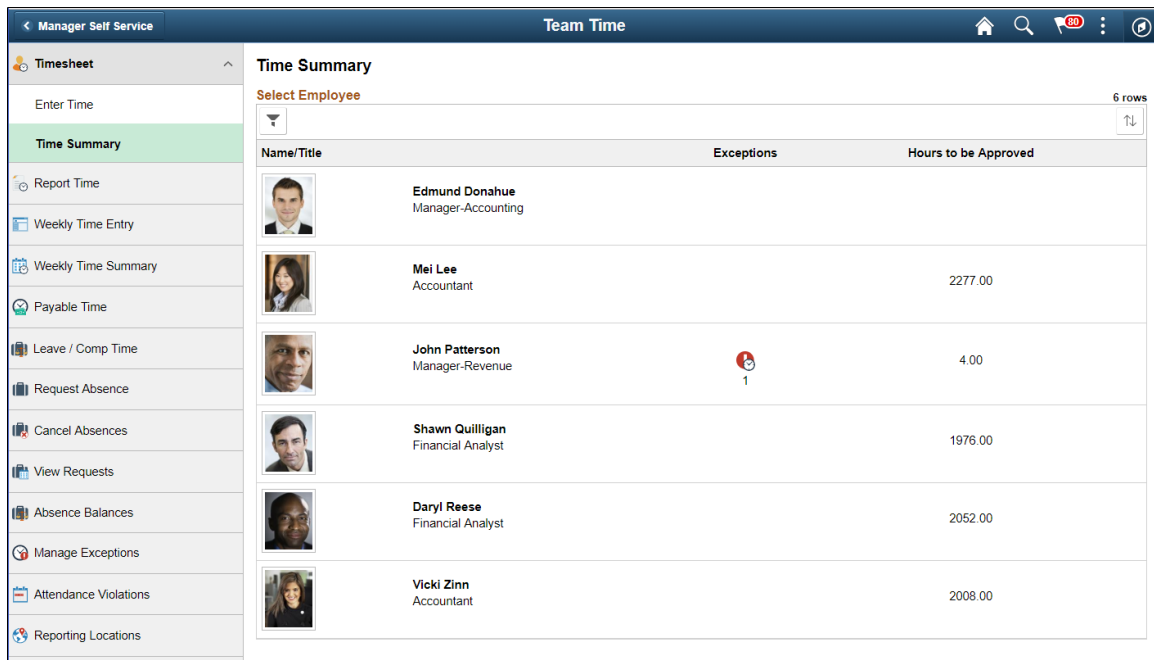 Manager Self Service
Team Time
80
Timesheet
Enter Time
Time Summary
Report Time
Weekly Time Entry
Weekly Time Summary
Payable Time
Leave / Comp Time
Request Absence
Cancel Absences
View Requests
Absence Balances
Manage Exceptions
Attendance Violations
Reporting Locations
Time Summary
Select Employee
6 rows
Name/Title Exceptions Hours to be Approved
Edmund Donahue
Manager-Accounting
Mei Lee
Accountant
2277.00
John Patterson
Manager-Revenue
1
4.00
Shawn Quilligan
Financial Analyst
1976.00
Daryl Reese
Financial Analyst
2052.00
Vicki Zinn
Accountant
2008.00